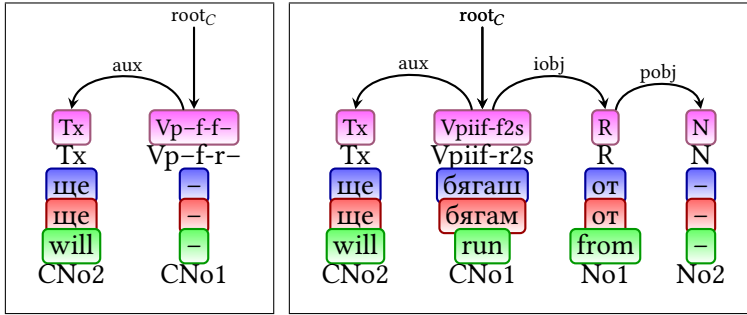 root_C
aux
Tx Vp–f-f–
Tx Vp–f-r–
ще –
ще –
will –
CNo2 CNo1
root_C
aux iobj pobj
Tx Vpiif-f2s R N
Tx Vpiif-r2s R N
ще бягаш от –
ще бягам от –
will run from –
CNo2 CNo1 No1 No2